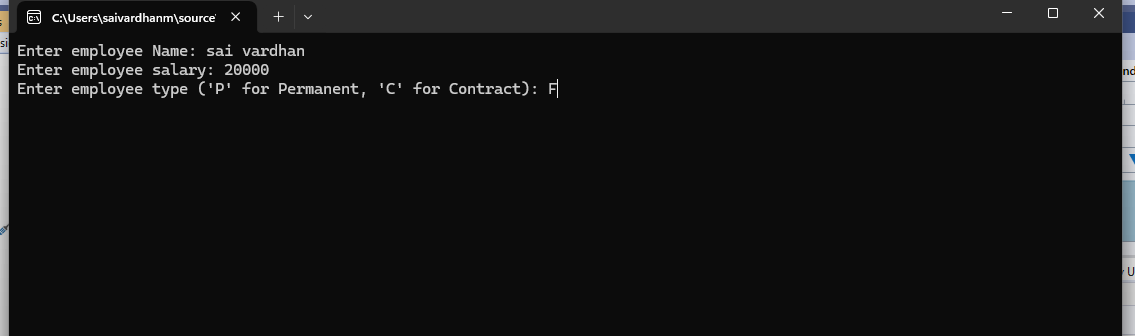 C:\Users\saivardhanm\source\
Enter employee Name: sai vardhan
Enter employee salary: 20000
Enter employee type ('P' for Permanent, 'C' for Contract): F